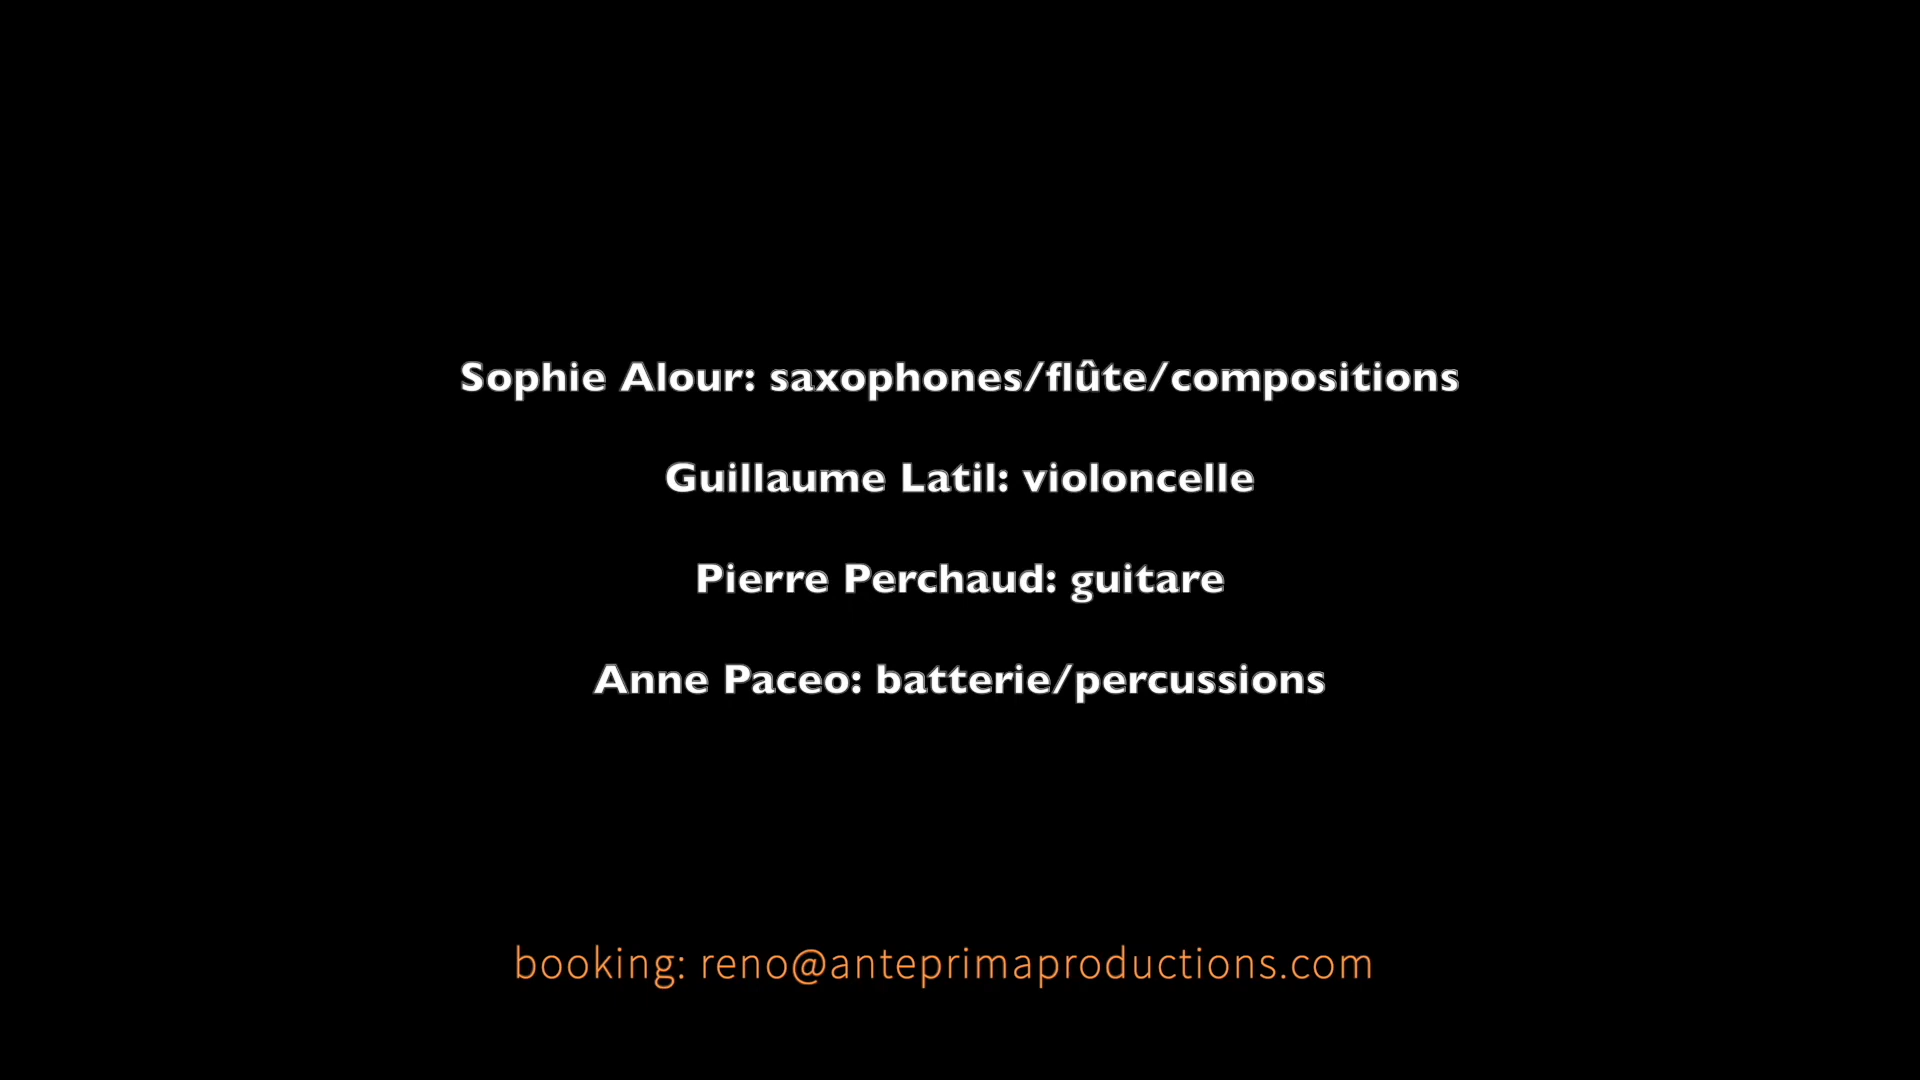 Sophie Alour: saxophones/flûte/compositions
Guillaume Latil: violoncelle
Pierre Perchaud: guitare
Anne Paceo: batterie/percussions
booking: reno@anteprimaproductions.com